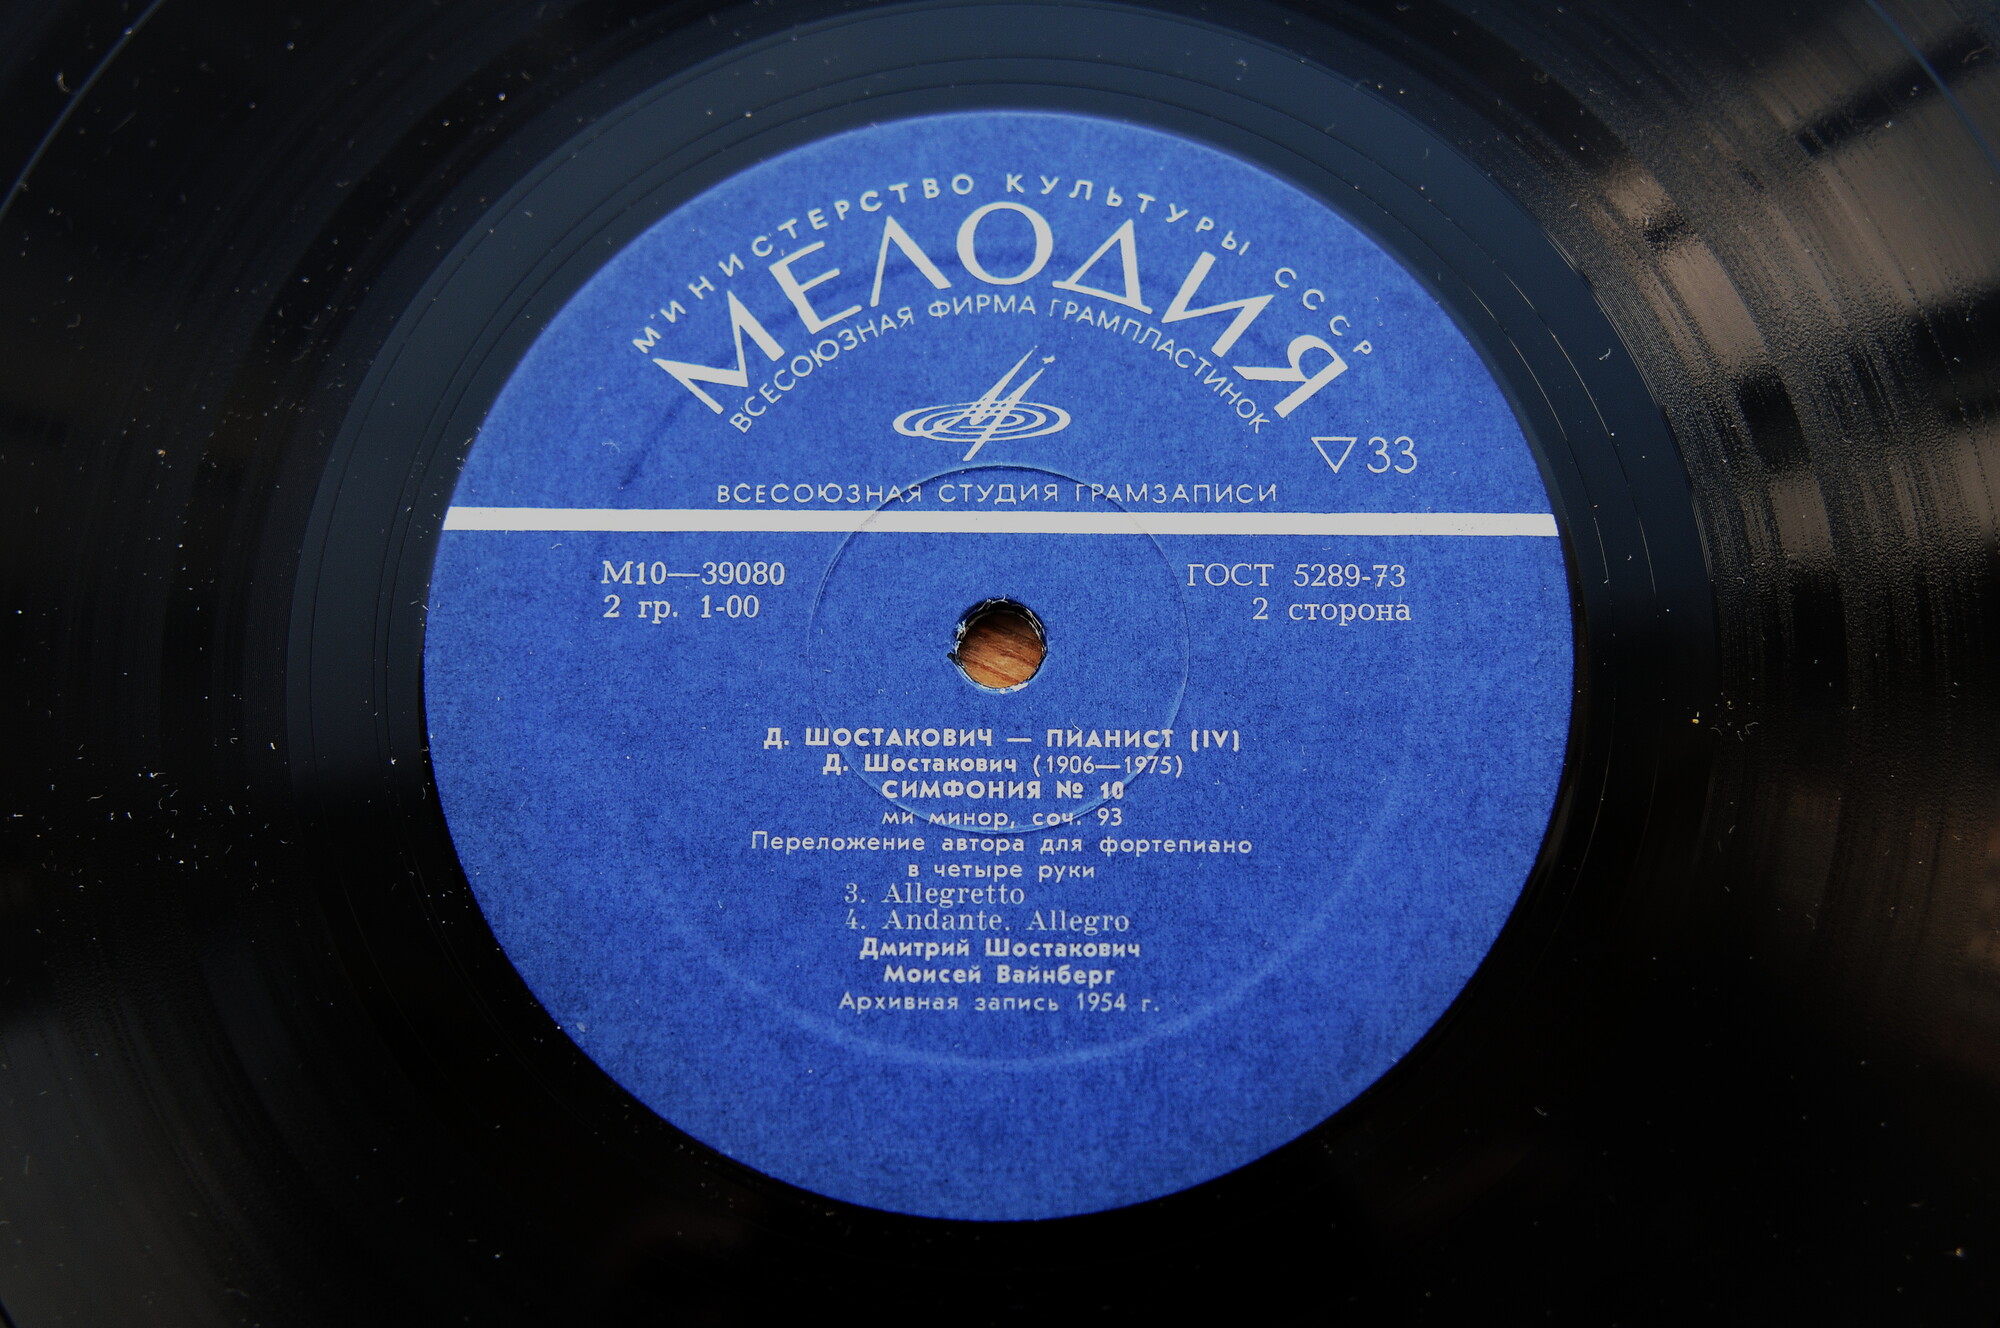 МИНИСТЕРСТВО КУЛЬТУРЫ СССР
МЕЛОДИЯ
ВСЕСОЮЗНАЯ ФИРМА ГРАМПЛАСТИНОК
33
ВСЕСОЮЗНАЯ СТУДИЯ ГРАМЗАПИСИ
М10—39080
2 гр. 1-00
ГОСТ 5289-73
2 сторона
Д. ШОСТАКОВИЧ — ПИАНИСТ (IV)
Д. Шостакович (1906—1975)
СИМФОНИЯ № 10
ми минор, соч. 93
Переложение автора для фортепиано
в четыре руки
3. Allegretto
4. Andante. Allegro
Дмитрий Шостакович
Моисей Вайнберг
Архивная запись 1954 г.